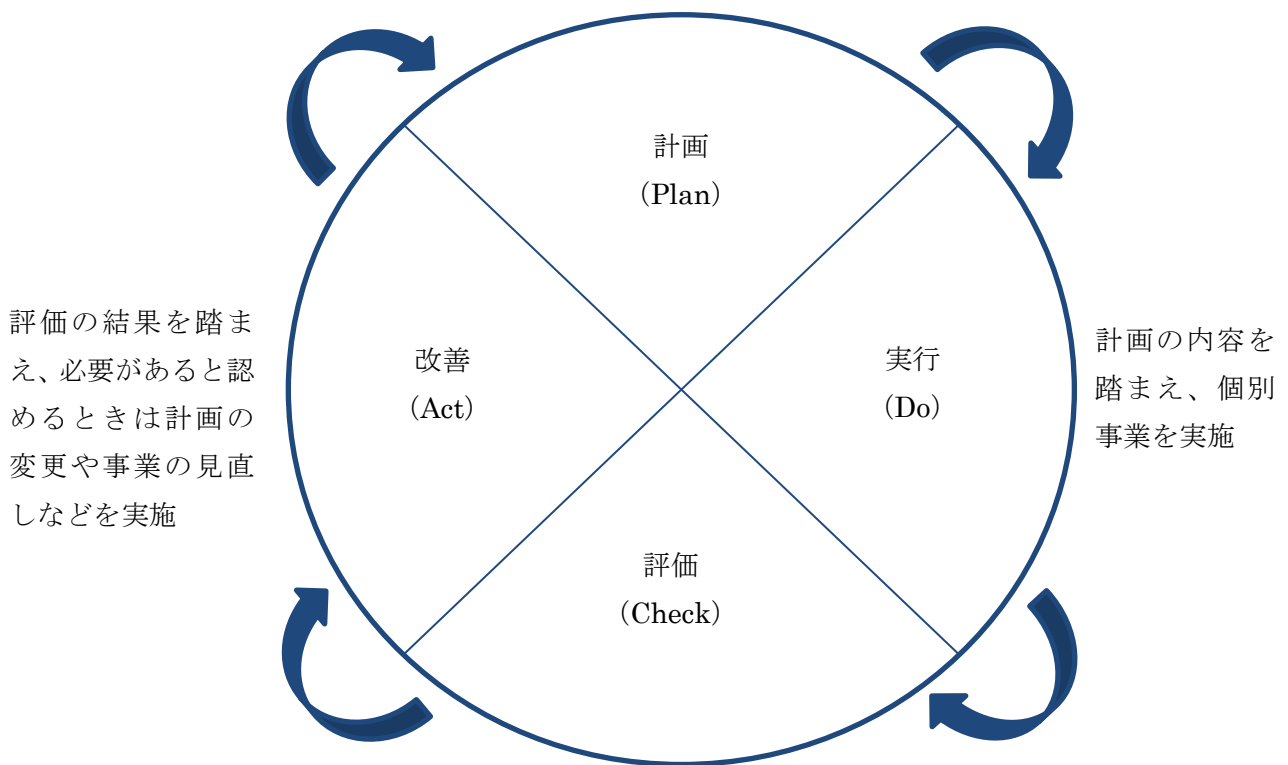 計画
（Plan）
評価の結果を踏ま
え、必要があると認
めるときは計画の
変更や事業の見直
しなどを実施
改善
（Act）
実行
（Do）
計画の内容を
踏まえ、個別
事業を実施
評価
（Check）